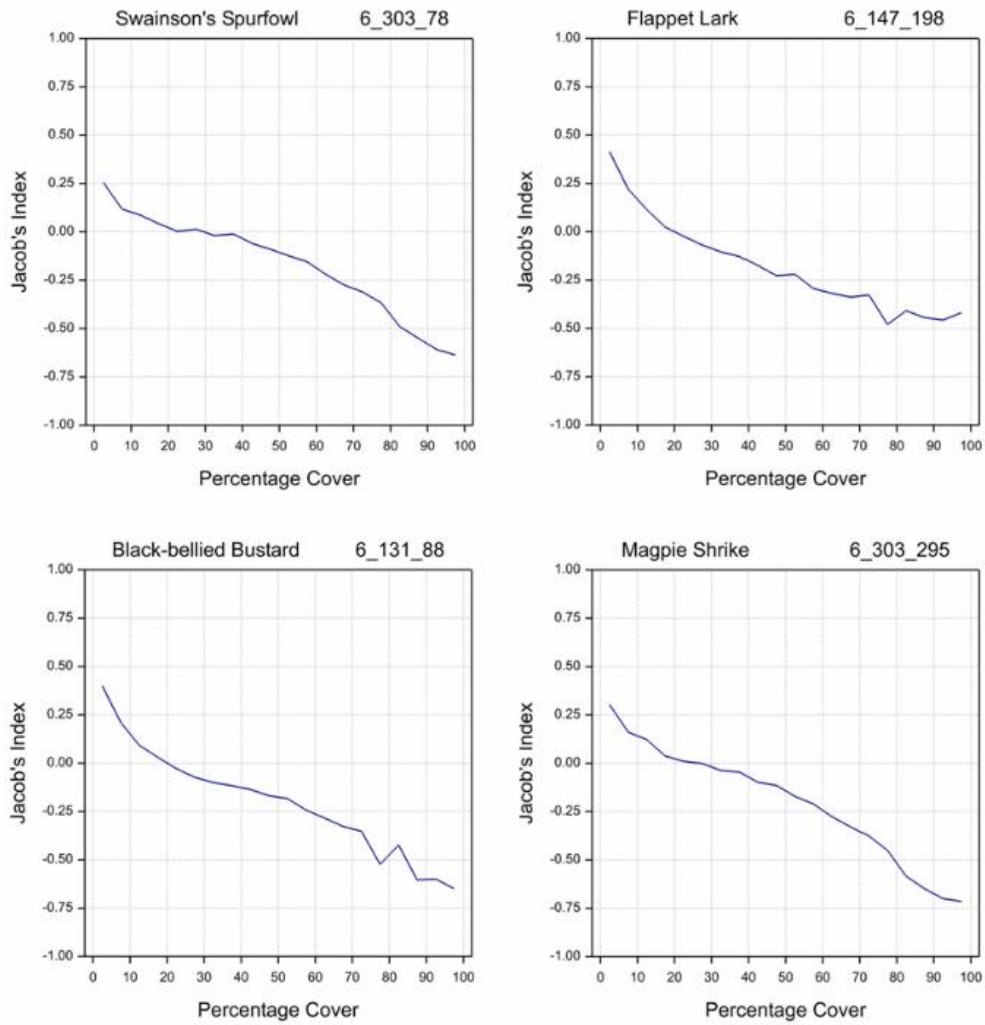 Swainson's Spurfowl 6_303_78
1.00
0.75
0.50
0.25
0.00
-0.25
-0.50
-0.75
-1.00
Jacob's Index
0 10 20 30 40 50 60 70 80 90 100
Percentage Cover
Flappet Lark 6_147_198
1.00
0.75
0.50
0.25
0.00
-0.25
-0.50
-0.75
-1.00
Jacob's Index
0 10 20 30 40 50 60 70 80 90 100
Percentage Cover
Black-bellied Bustard 6_131_88
1.00
0.75
0.50
0.25
0.00
-0.25
-0.50
-0.75
-1.00
Jacob's Index
0 10 20 30 40 50 60 70 80 90 100
Percentage Cover
Magpie Shrike 6_303_295
1.00
0.75
0.50
0.25
0.00
-0.25
-0.50
-0.75
-1.00
Jacob's Index
0 10 20 30 40 50 60 70 80 90 100
Percentage Cover